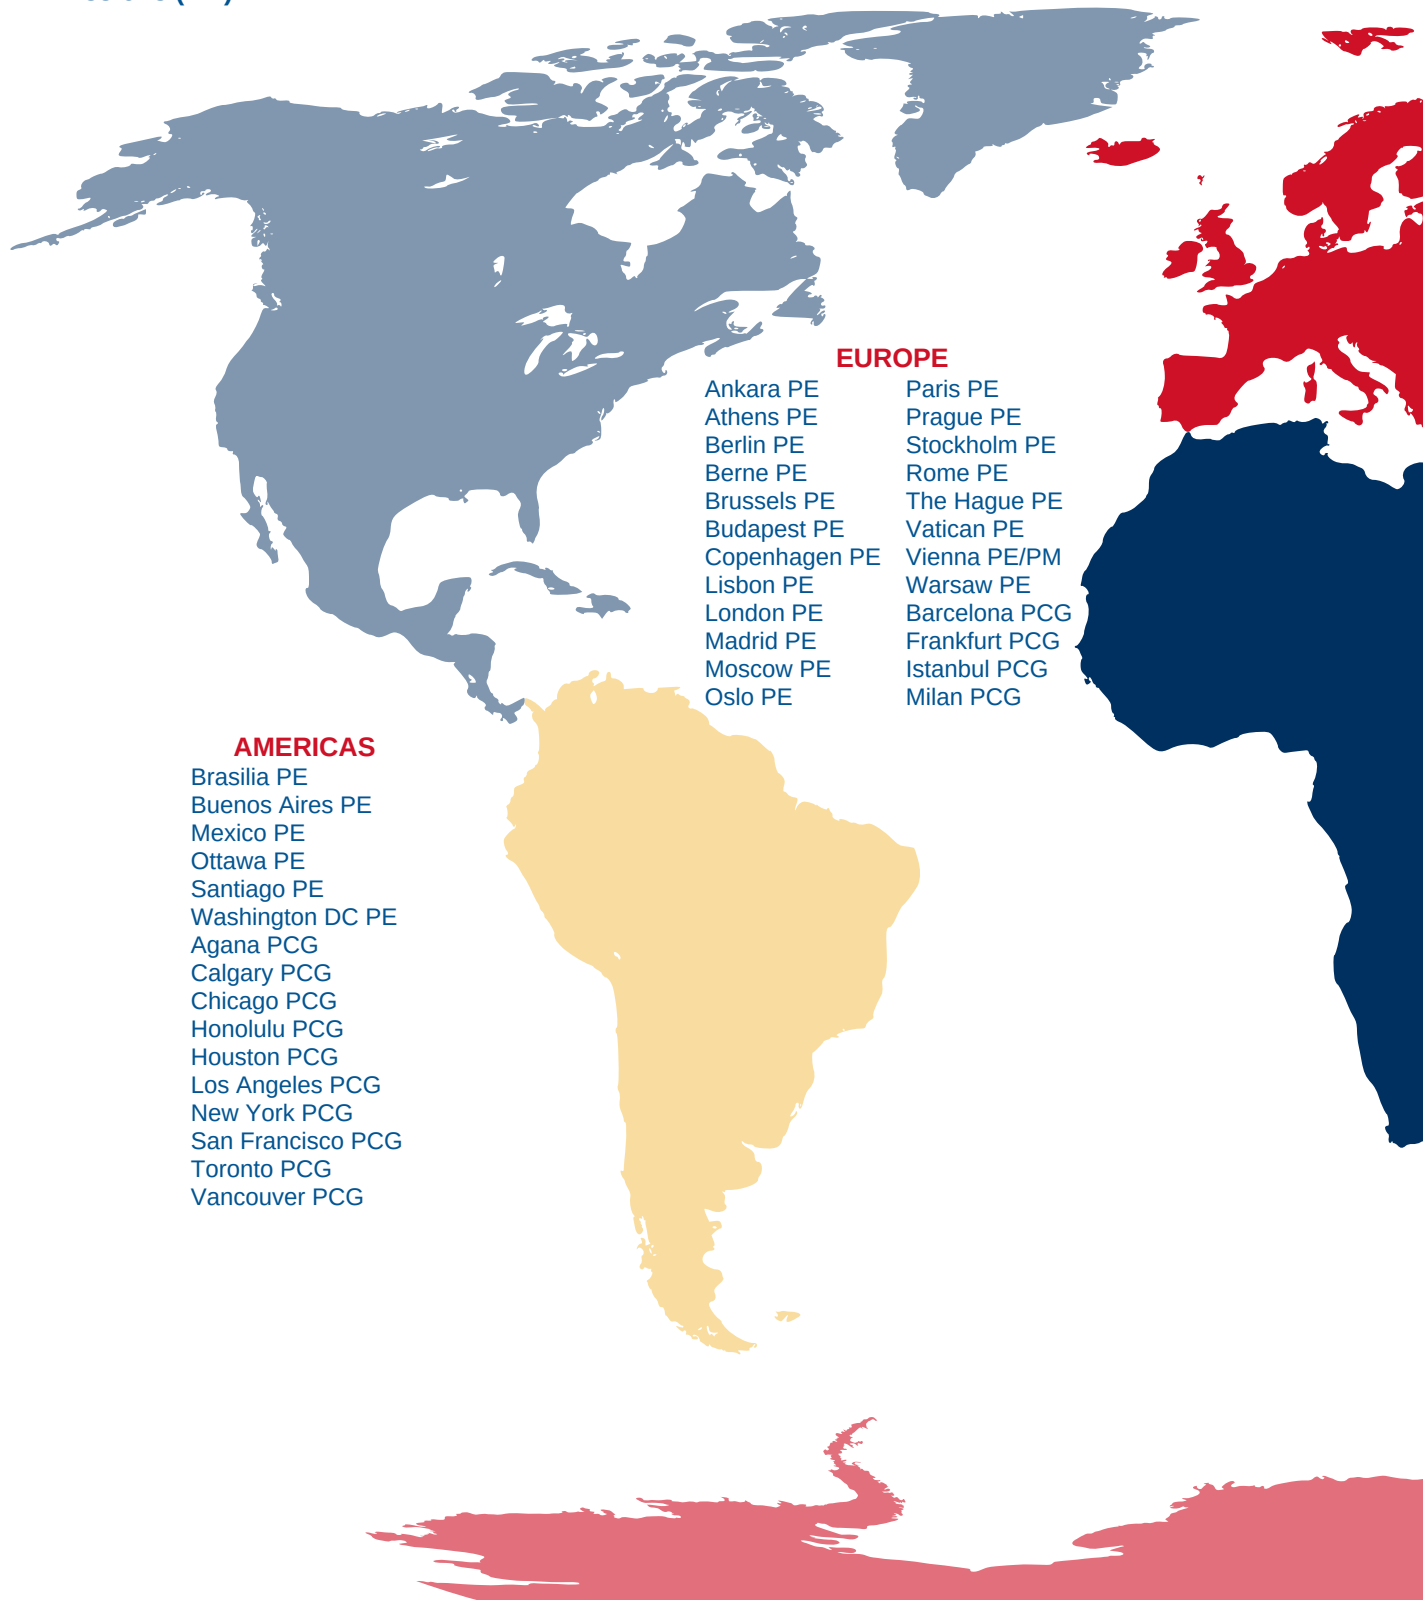 EUROPE
Ankara PE
Athens PE
Berlin PE
Berne PE
Brussels PE
Budapest PE
Copenhagen PE
Lisbon PE
London PE
Madrid PE
Moscow PE
Oslo PE
Paris PE
Prague PE
Stockholm PE
Rome PE
The Hague PE
Vatican PE
Vienna PE/PM
Warsaw PE
Barcelona PCG
Frankfurt PCG
Istanbul PCG
Milan PCG
AMERICAS
Brasilia PE
Buenos Aires PE
Mexico PE
Ottawa PE
Santiago PE
Washington DC PE
Agana PCG
Calgary PCG
Chicago PCG
Honolulu PCG
Houston PCG
Los Angeles PCG
New York PCG
San Francisco PCG
Toronto PCG
Vancouver PCG